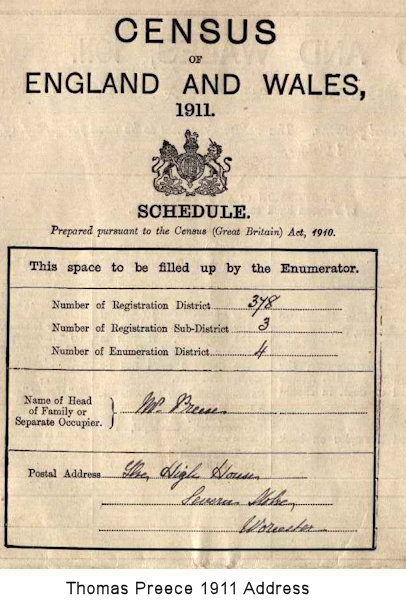 CENSUS
OF
ENGLAND AND WALES,
1911.
SCHEDULE.
Prepared pursuant to the Census (Great Britain) Act, 1910.
This space to be filled up by the Enumerator.
Number of Registration District 378
Number of Registration Sub-District 3
Number of Enumeration District 4
Name of Head
of Family or
Separate Occupier.
Mr.
Postal Address The High House
Severn Stoke
Worcester
Thomas Preece 1911 Address